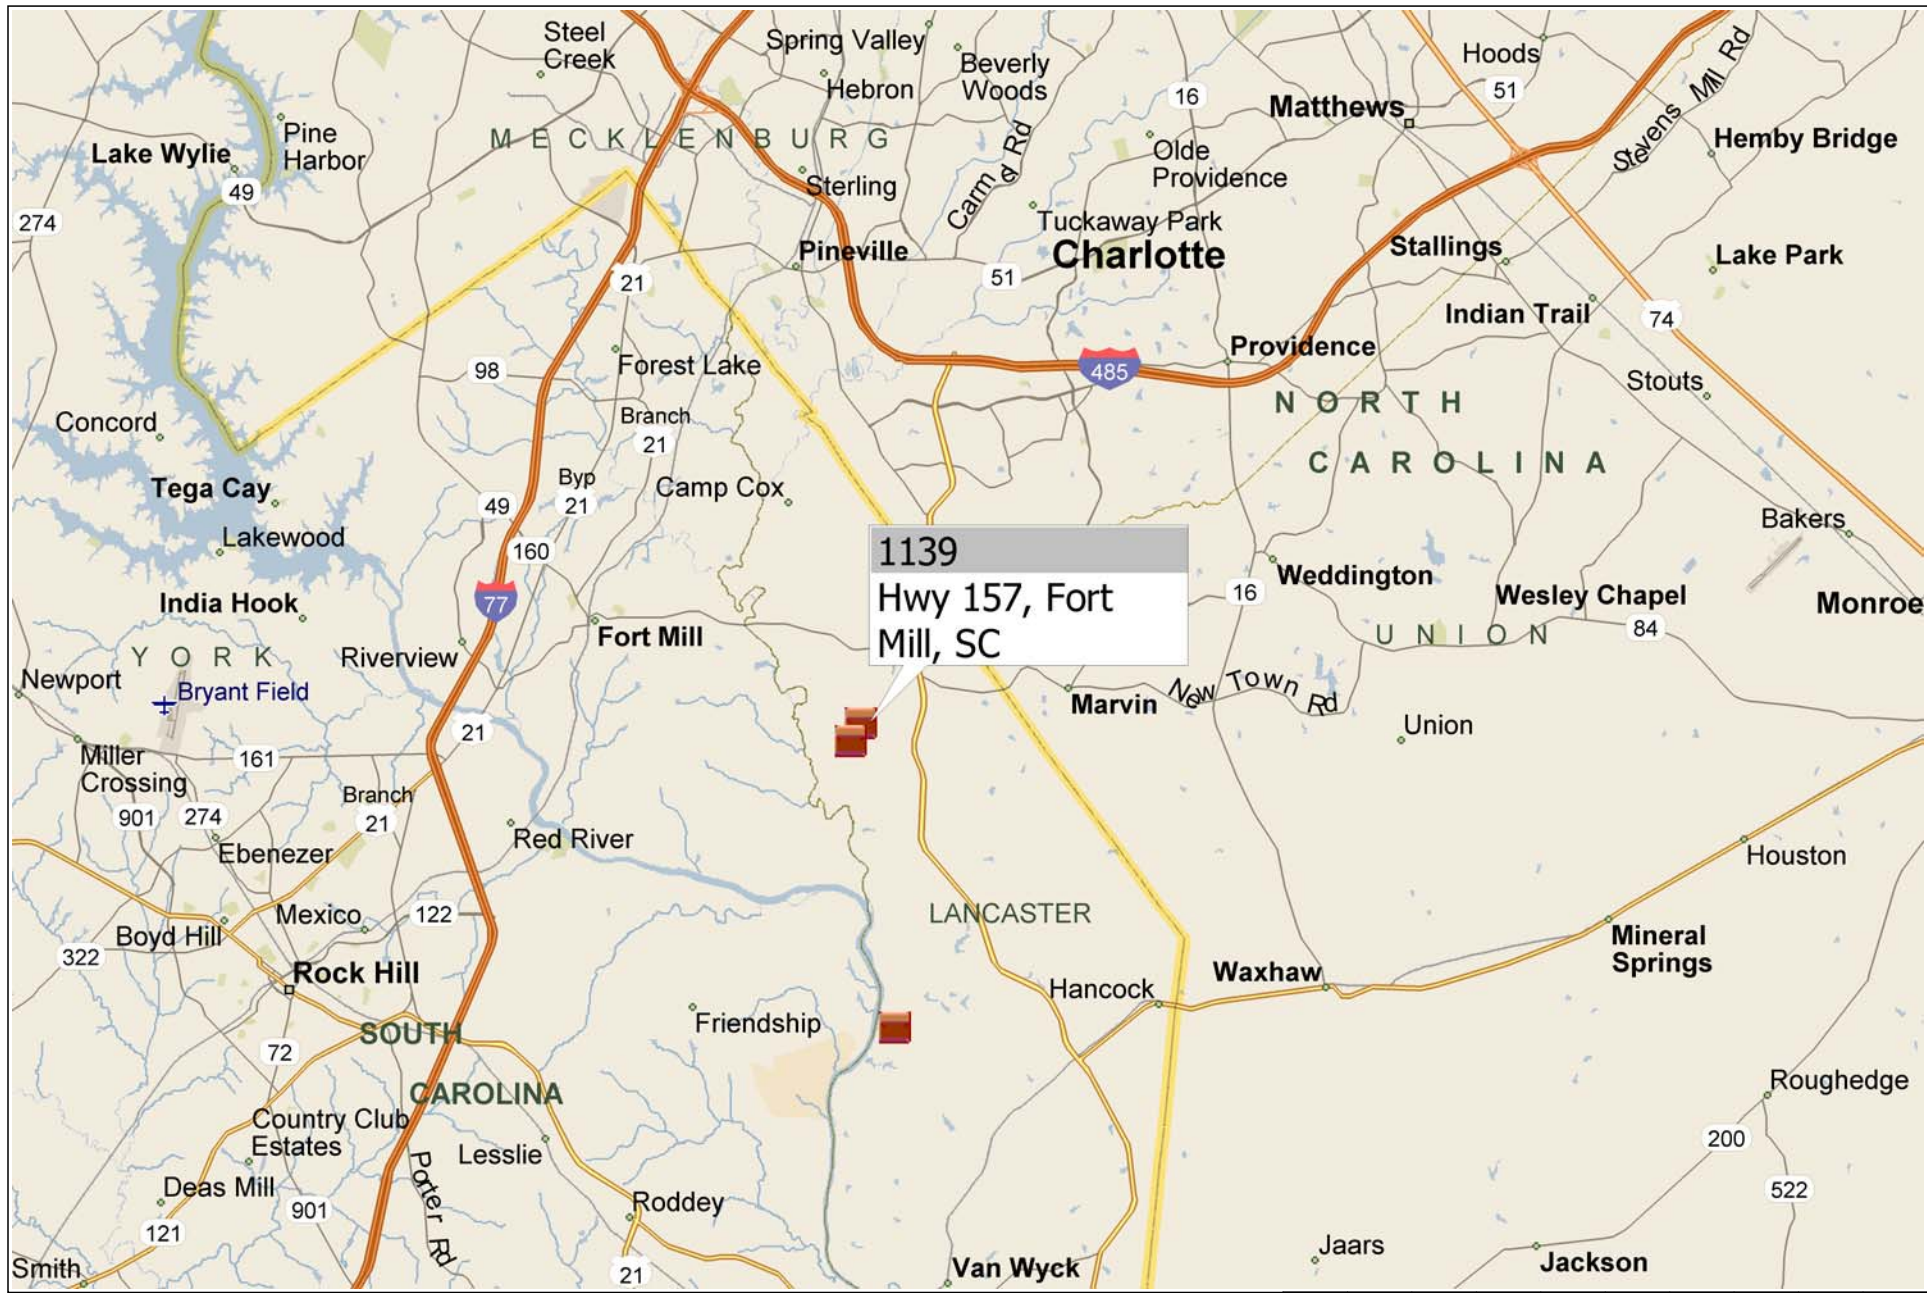 Steel
Creek
Spring Valley
Hebron
Beverly
Woods
Hoods
51
Stevens Mill Rd
16
Matthews
Hemby Bridge
Pine
Harbor
Lake Wylie
49
MECKLENBURG
Olde
Providence
Sterling
Carmel Rd
274
Tuckaway Park
Pineville
Charlotte
Stallings
Lake Park
21
51
Indian Trail
74
Providence
Forest Lake
98
485
Stouts
Branch
21
NORTH
CAROLINA
Concord
Tega Cay
Byp
21
Camp Cox
49
Bakers
Lakewood
160
1139
Hwy 157, Fort
Mill, SC
Weddington
16
Wesley Chapel
84
Monroe
India Hook
77
Fort Mill
UNION
YORK
Riverview
Newport
Bryant Field
Marvin
New Town Rd
Union
21
Miller
Crossing
161
Branch
21
901
274
Ebenezer
Red River
Houston
Mexico
122
LANCASTER
Boyd Hill
322
Mineral
Springs
Rock Hill
Waxhaw
Hancock
Friendship
SOUTH
CAROLINA
72
Roughedge
Country Club
Estates
Lesslie
Porter Rd
200
Deas Mill
901
Roddey
522
121
Smith
21
Van Wyck
Jaars
Jackson